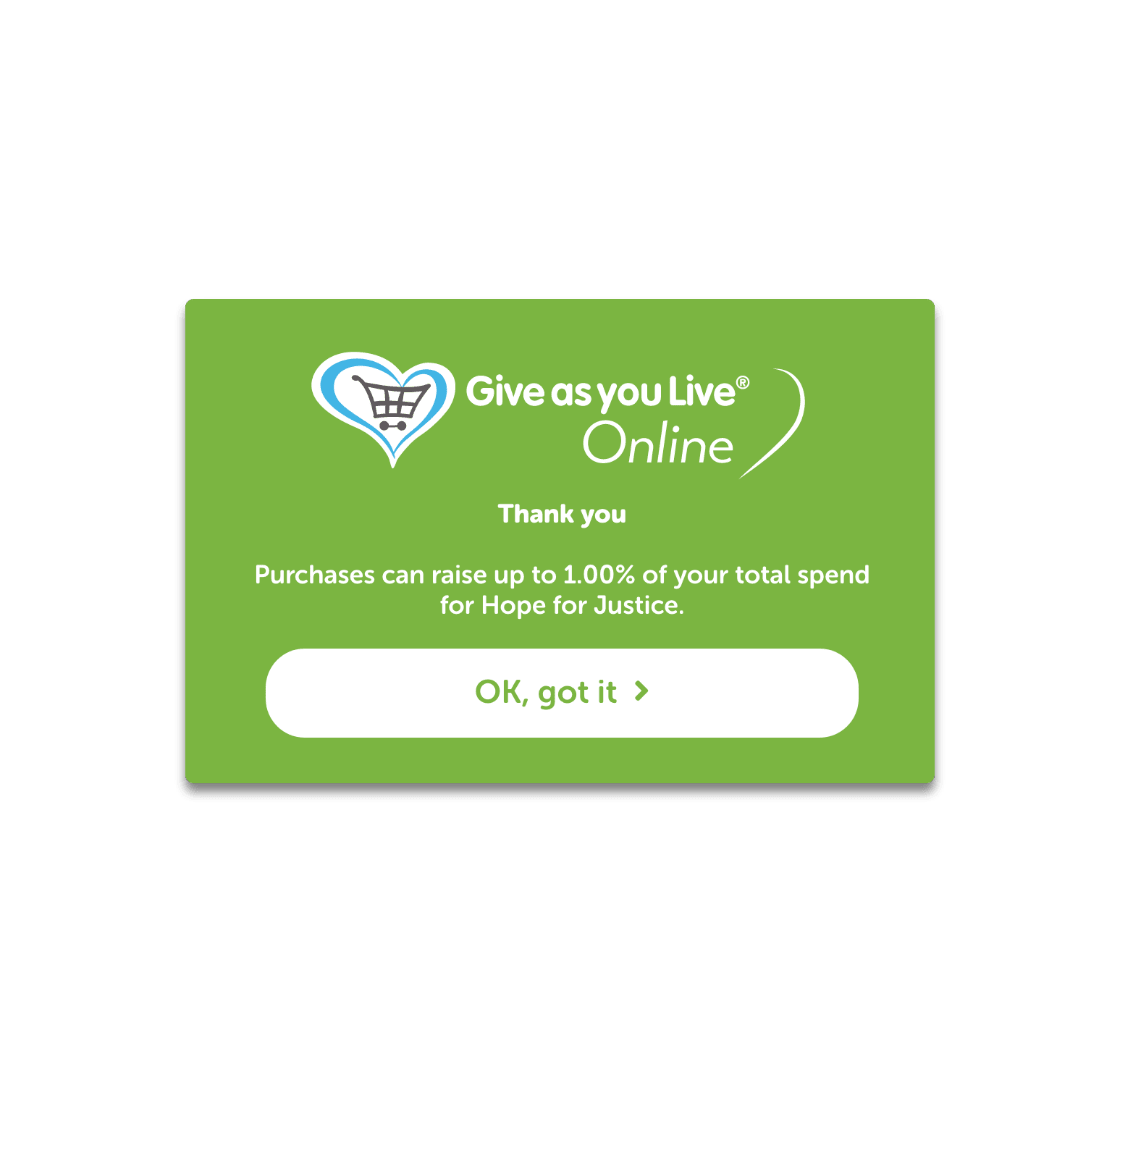 Give as you Live®
Online
Thank you
Purchases can raise up to 1.00% of your total spend
for Hope for Justice.
OK, got it